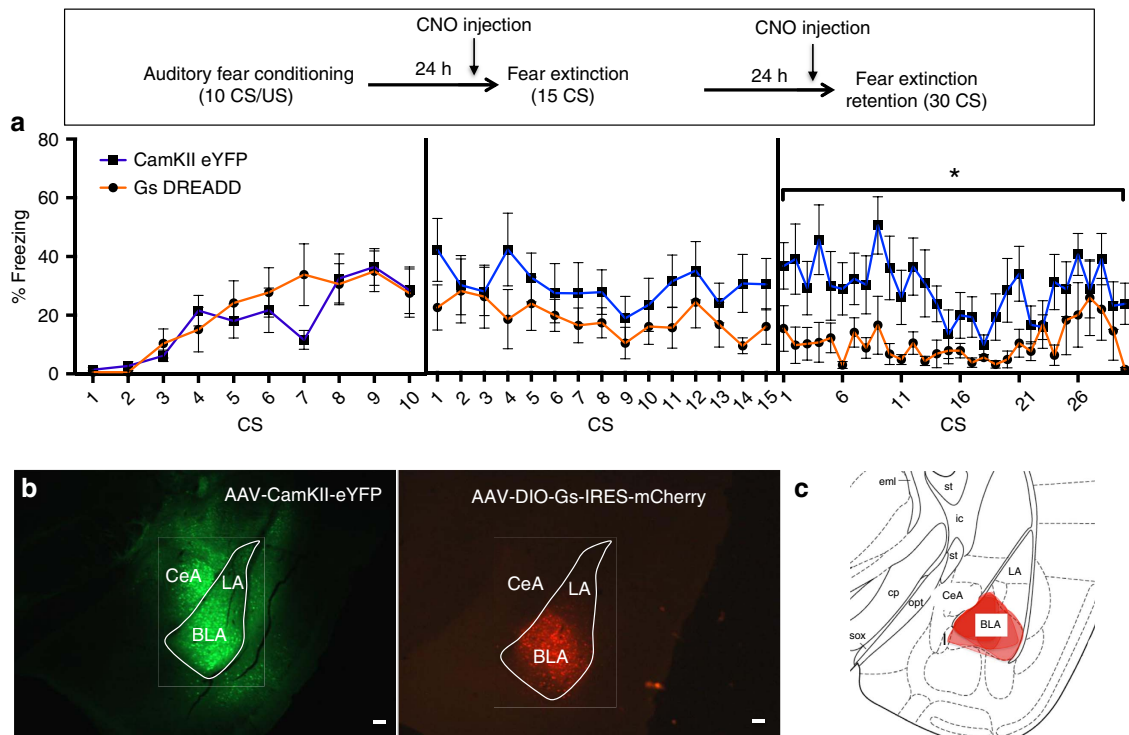 CNO injection
CNO injection
Auditory fear conditioning
(10 CS/US)
24 h
Fear extinction
(15 CS)
24 h
Fear extinction
retention (30 CS)
a
80
60
40
20
0
% Freezing
CamKII eYFP
Gs DREADD
*
1 2 3 4 5 6 7 8 9 10
CS
1 2 3 4 5 6 7 8 9 10 11 12 13 14 15
CS
1 6 11 16 21 26
CS
b
AAV-CamKII-eYFP
CeA
LA
BLA
AAV-DIO-Gs-IRES-mCherry
CeA
LA
BLA
c
eml
st
ic
st
LA
cp
opt
CeA
BLA
sox
I